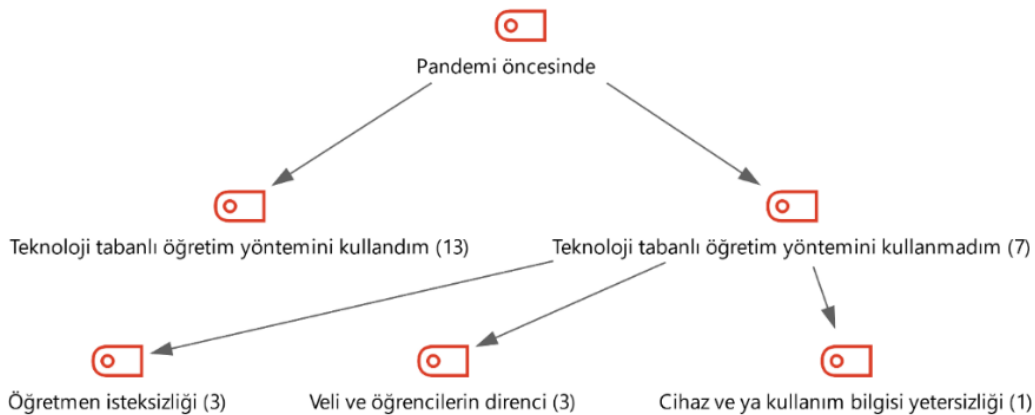 Pandemi öncesinde
Teknoloji tabanlı öğretim yöntemini kullandım (13)
Teknoloji tabanlı öğretim yöntemini kullanmadım (7)
Öğretmen isteksizliği (3)
Veli ve öğrencilerin direnci (3)
Cihaz ve ya kullanım bilgisi yetersizliği (1)